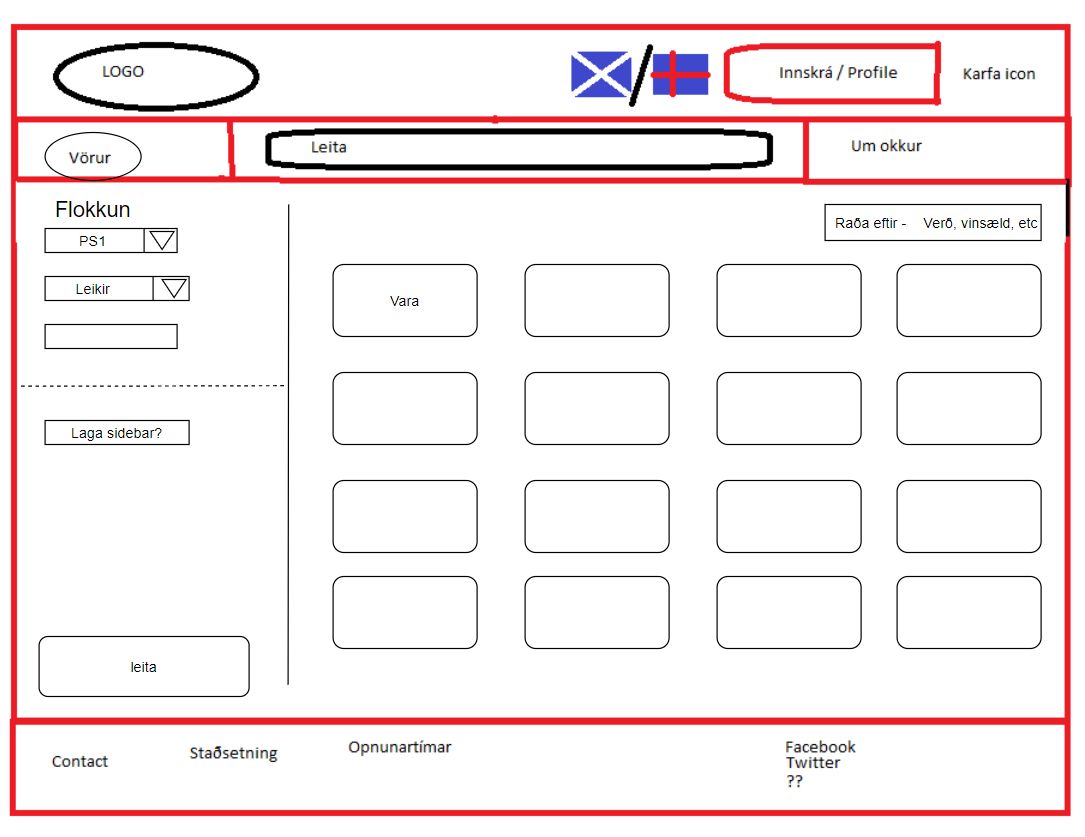 LOGO
Innskrá / Profile
Karfa icon
Vörur
Leita
Um okkur
Flokkun
PS1
Leikir
Laga sidebar?
leita
Raða eftir - Verð, vinsæld, etc
Vara
Contact
Staðsetning
Opnunartímar
Facebook
Twitter
??